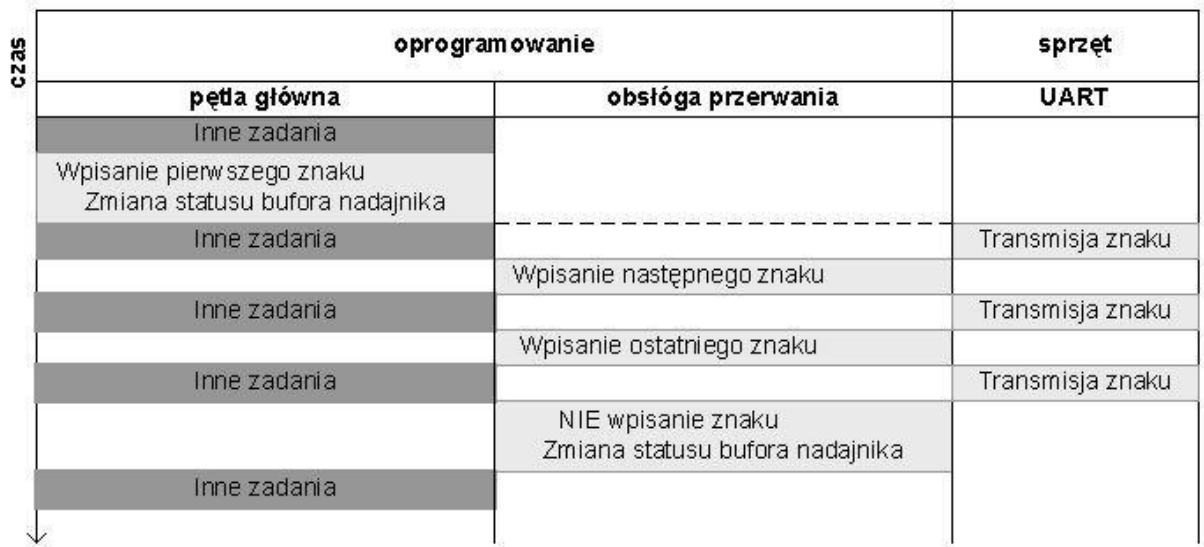 czas
oprogramowanie
sprzęt
pętla główna
obsłóga przerwania
UART
Inne zadania
Wpisanie pierwszego znaku
Zmiana statusu bufora nadajnika
Inne zadania
Transmisja znaku
Wpisanie następnego znaku
Inne zadania
Transmisja znaku
Wpisanie ostatniego znaku
Inne zadania
Transmisja znaku
NIE wpisanie znaku
Zmiana statusu bufora nadajnika
Inne zadania